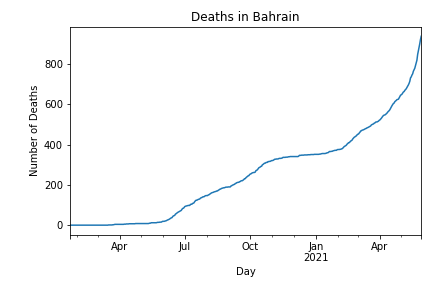 Deaths in Bahrain
Number of Deaths
800
600
400
200
0
Apr
Jul
Oct
Jan
2021
Apr
Day